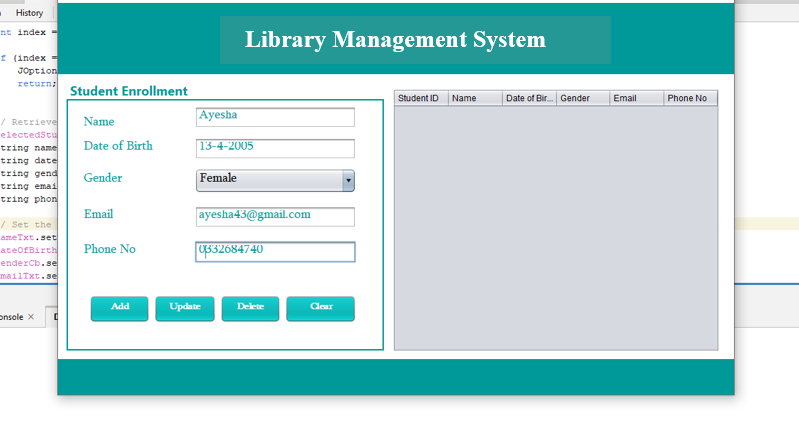 History
nt index =
f (index =
JOption
return;
/ Retrieve
electedStu
tring name
tring date
tring gend
tring emai
tring phon
/ Set the
ameTxt.set
ateOfBirth
enderCb.se
mailTxt.se
onsole ×
Library Management System
Student Enrollment
Name Ayesha
Date of Birth 13-4-2005
Gender Female
Email ayesha43@gmail.com
Phone No 0332684740
Add Update Delete Clear
Student ID Name Date of Bir... Gender Email Phone No